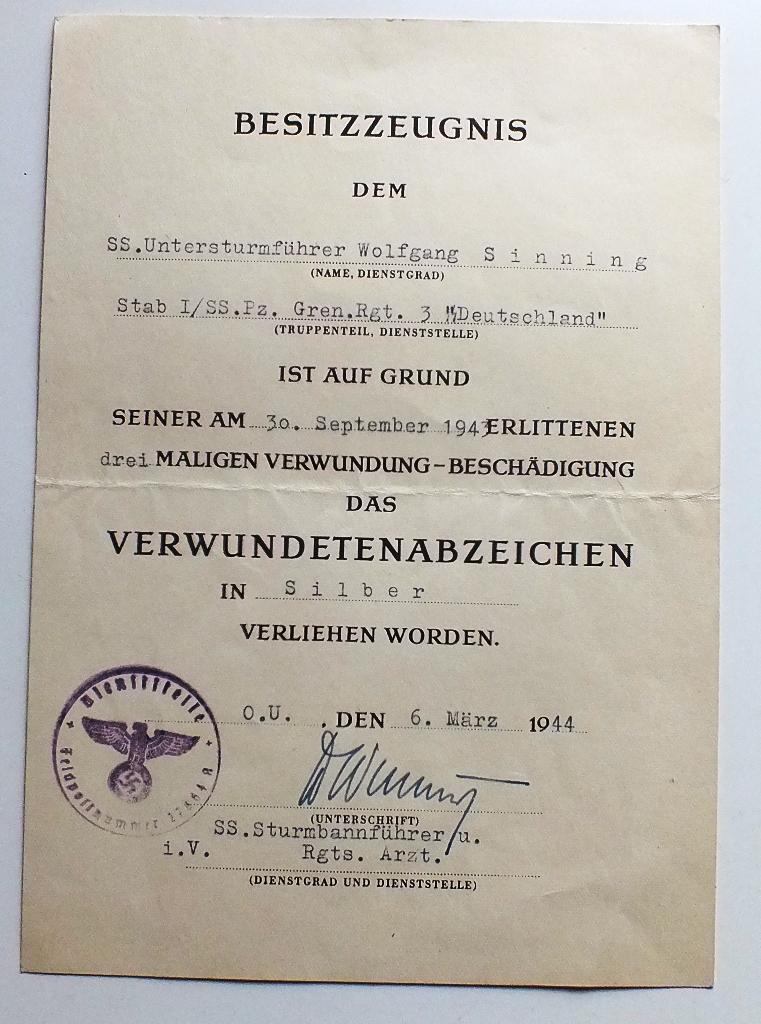 BESITZZEUGNIS
DEM
SS.Untersturmführer Wolfgang S i n n i n g
(NAME, DIENSTGRAD)
Stab I/SS.Pz. Gren.Rgt. 3 "Deutschland"
(TRUPPENTEIL, DIENSTSTELLE)
IST AUF GRUND
SEINER AM 30. September 1943 ERLITTENEN
drei MALIGEN VERWUNDUNG-BESCHÄDIGUNG
DAS
VERWUNDETENABZEICHEN
IN S i l b e r
VERLIEHEN WORDEN.
O.U. , DEN 6. März 1944
Dienststelle
Feldpostnummer
(UNTERSCHRIFT)
SS.Sturmbannführer u.
i.V. Rgts. Arzt.
(DIENSTGRAD UND DIENSTSTELLE)